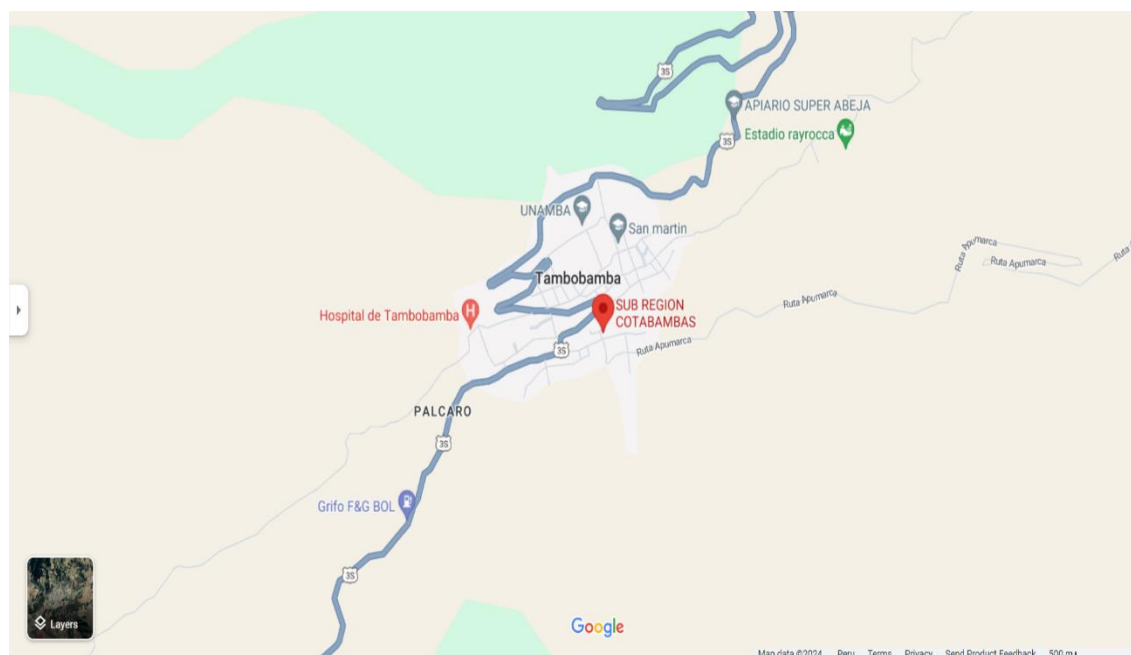 3S
APIARIO SUPER ABEJA
Estadio rayrocca
3S
UNAMBA
San martin
Ruta Apumarca
Ruta Apumarca
Ruta
Tambobamba
Ruta Apumarca
SUB REGION
COTABAMBAS
Hospital de Tambobamba
Ruta Apumarca
3S
PALCARO
3S
Grifo F&G BOL
3S
Layers
Google
Map data ©2024 Peru Terms Privacy Send Product Feedback 500 m